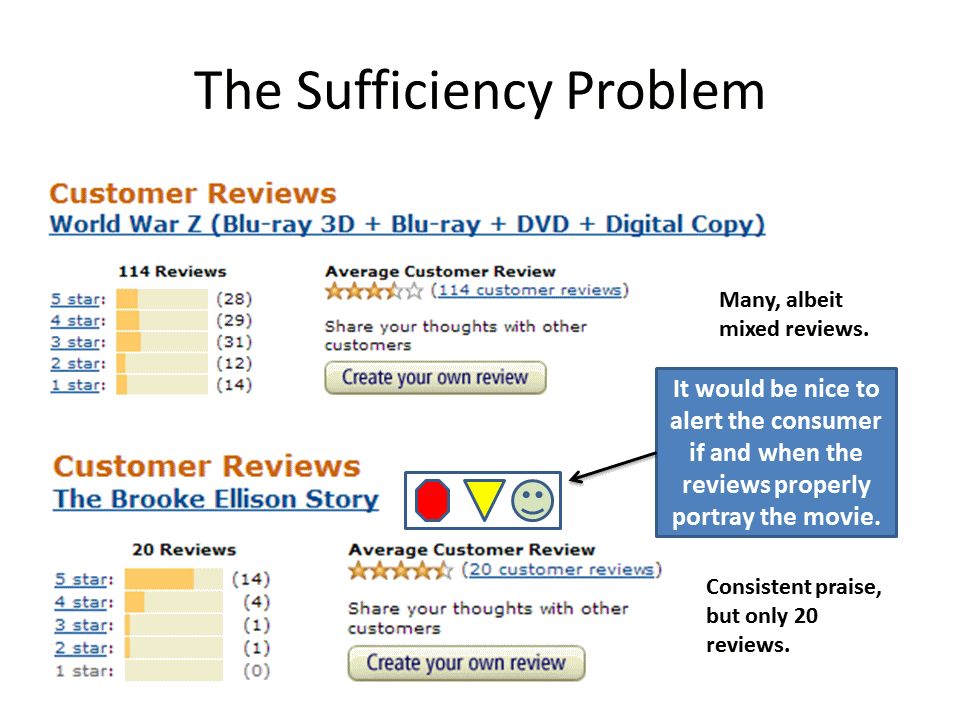 The Sufficiency Problem
Customer Reviews
World War Z (Blu-ray 3D + Blu-ray + DVD + Digital Copy)
114 Reviews
5 star: (28)
4 star: (29)
3 star: (31)
2 star: (12)
1 star: (14)
Average Customer Review
(114 customer reviews)
Share your thoughts with other
customers
Create your own review
Many, albeit
mixed reviews.
It would be nice to
alert the consumer
if and when the
reviews properly
portray the movie.
Customer Reviews
The Brooke Ellison Story
20 Reviews
5 star: (14)
4 star: (4)
3 star: (1)
2 star: (1)
1 star: (0)
Average Customer Review
(20 customer reviews)
Share your thoughts with other
customers
Create your own review
Consistent praise,
but only 20
reviews.